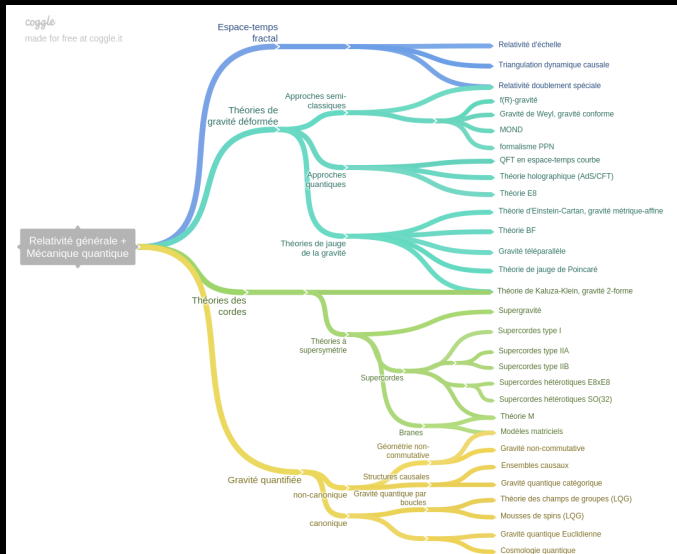 coggle
made for free at coggle.it
Espace-temps
fractal
Relativité d'échelle
Triangulation dynamique causale
Relativité doublement spéciale
Théories de
gravité déformée
Approches semi-
classiques
f(R)-gravité
Gravité de Weyl, gravité conforme
MOND
formalisme PPN
Approches
quantiques
QFT en espace-temps courbe
Théorie holographique (AdS/CFT)
Théorie E8
Théories de jauge
de la gravité
Théorie d'Einstein-Cartan, gravité métrique-affine
Théorie BF
Gravité téléparallèle
Théorie de jauge de Poincaré
Théorie de Kaluza-Klein, gravité 2-forme
Relativité générale +
Mécanique quantique
Théories des
cordes
Théories à
supersymétrie
Supergravité
Supercordes
Supercordes type I
Supercordes type IIA
Supercordes type IIB
Supercordes hétérotiques E8xE8
Supercordes hétérotiques SO(32)
Théorie M
Branes
Modèles matriciels
Gravité quantifiée
non-canonique
Géométrie non-
commutative
Gravité non-commutative
Structures causales
Ensembles causaux
Gravité quantique catégorique
canonique
Gravité quantique par
boucles
Théorie des champs de groupes (LQG)
Mousses de spins (LQG)
Gravité quantique Euclidienne
Cosmologie quantique